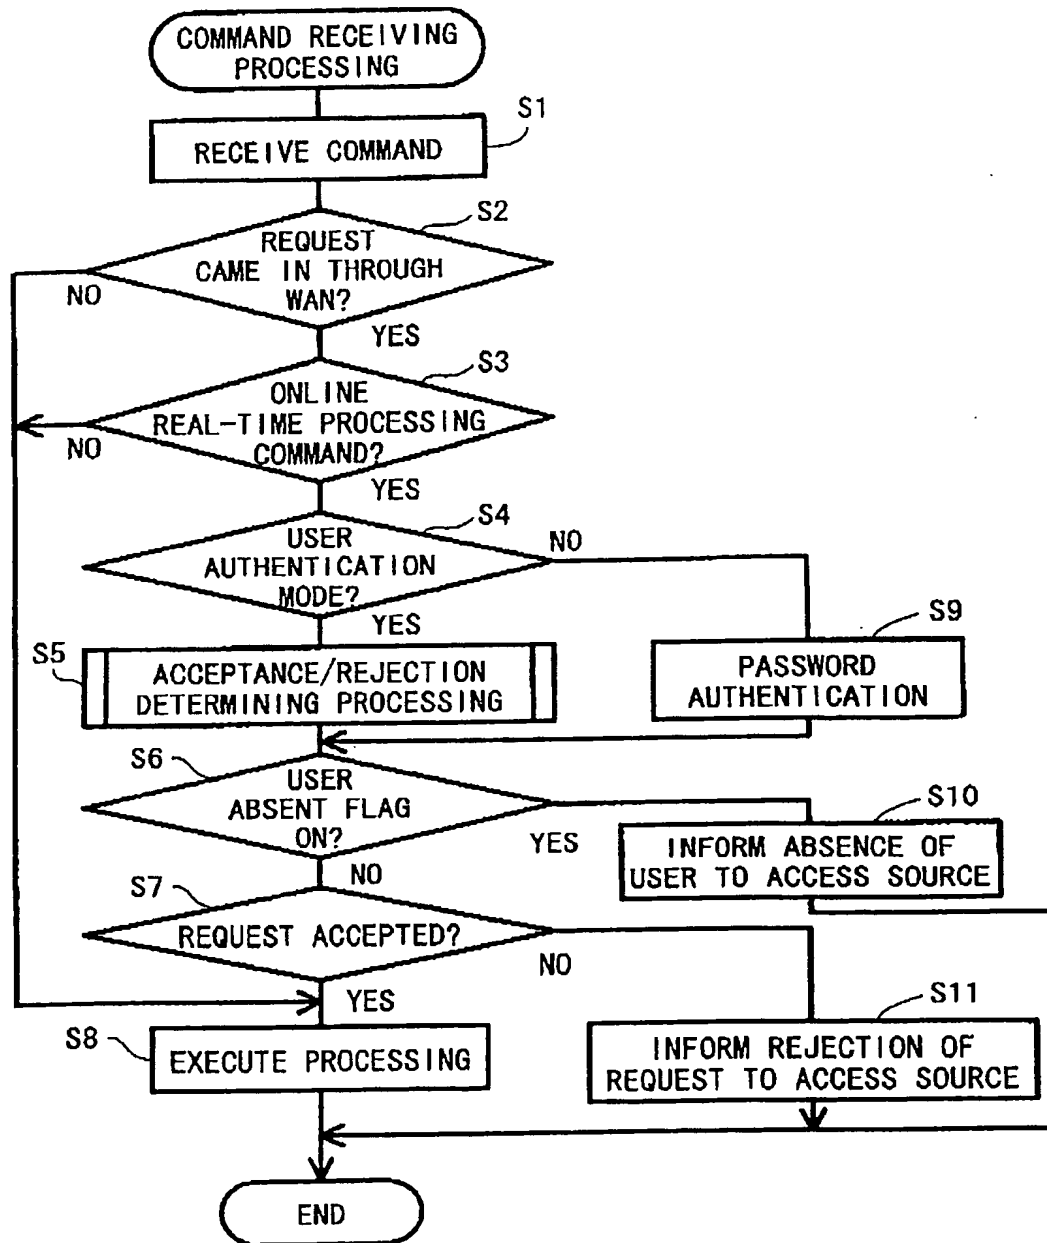 COMMAND RECEIVING
PROCESSING
S1
RECEIVE COMMAND
S2
REQUEST
CAME IN THROUGH
WAN?
NO
YES
S3
ONLINE
REAL-TIME PROCESSING
COMMAND?
NO
YES
S4
USER
AUTHENTICATION
MODE?
NO
YES
S5
ACCEPTANCE/REJECTION
DETERMINING PROCESSING
S9
PASSWORD
AUTHENTICATION
S6
USER
ABSENT FLAG
ON?
YES
NO
S10
INFORM ABSENCE OF
USER TO ACCESS SOURCE
S7
REQUEST ACCEPTED?
NO
YES
S11
INFORM REJECTION OF
REQUEST TO ACCESS SOURCE
S8
EXECUTE PROCESSING
END